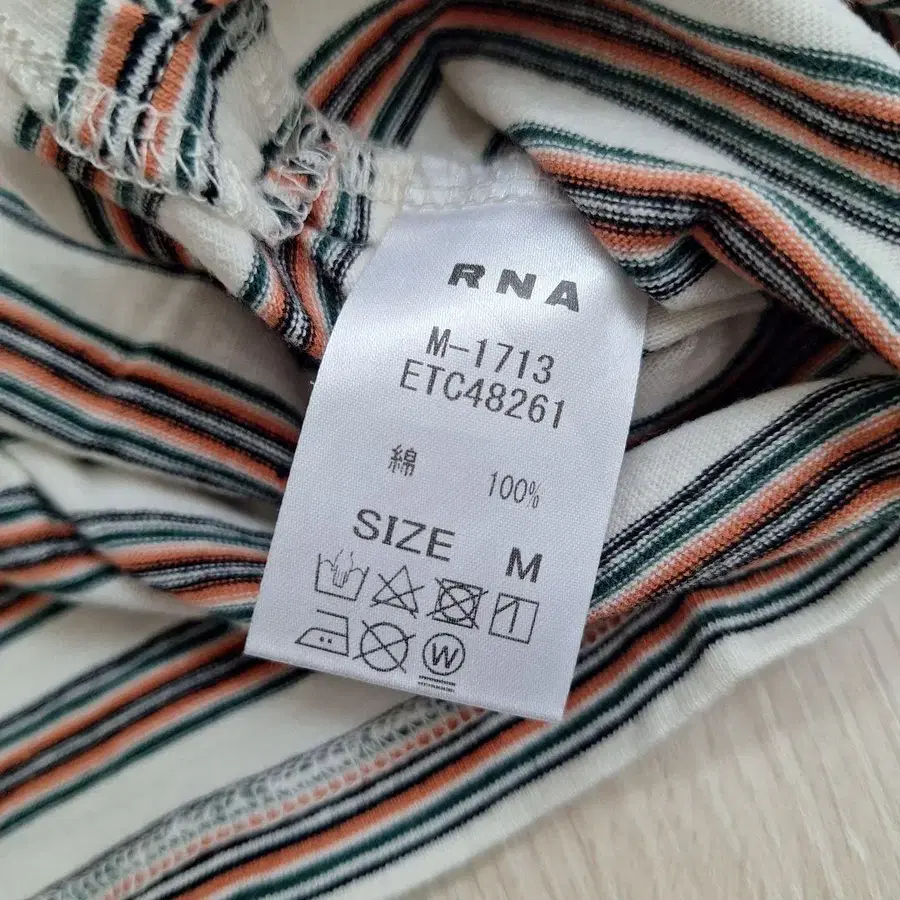 RNA
M-1713
ETC48261
綿 100%
SIZE M
W